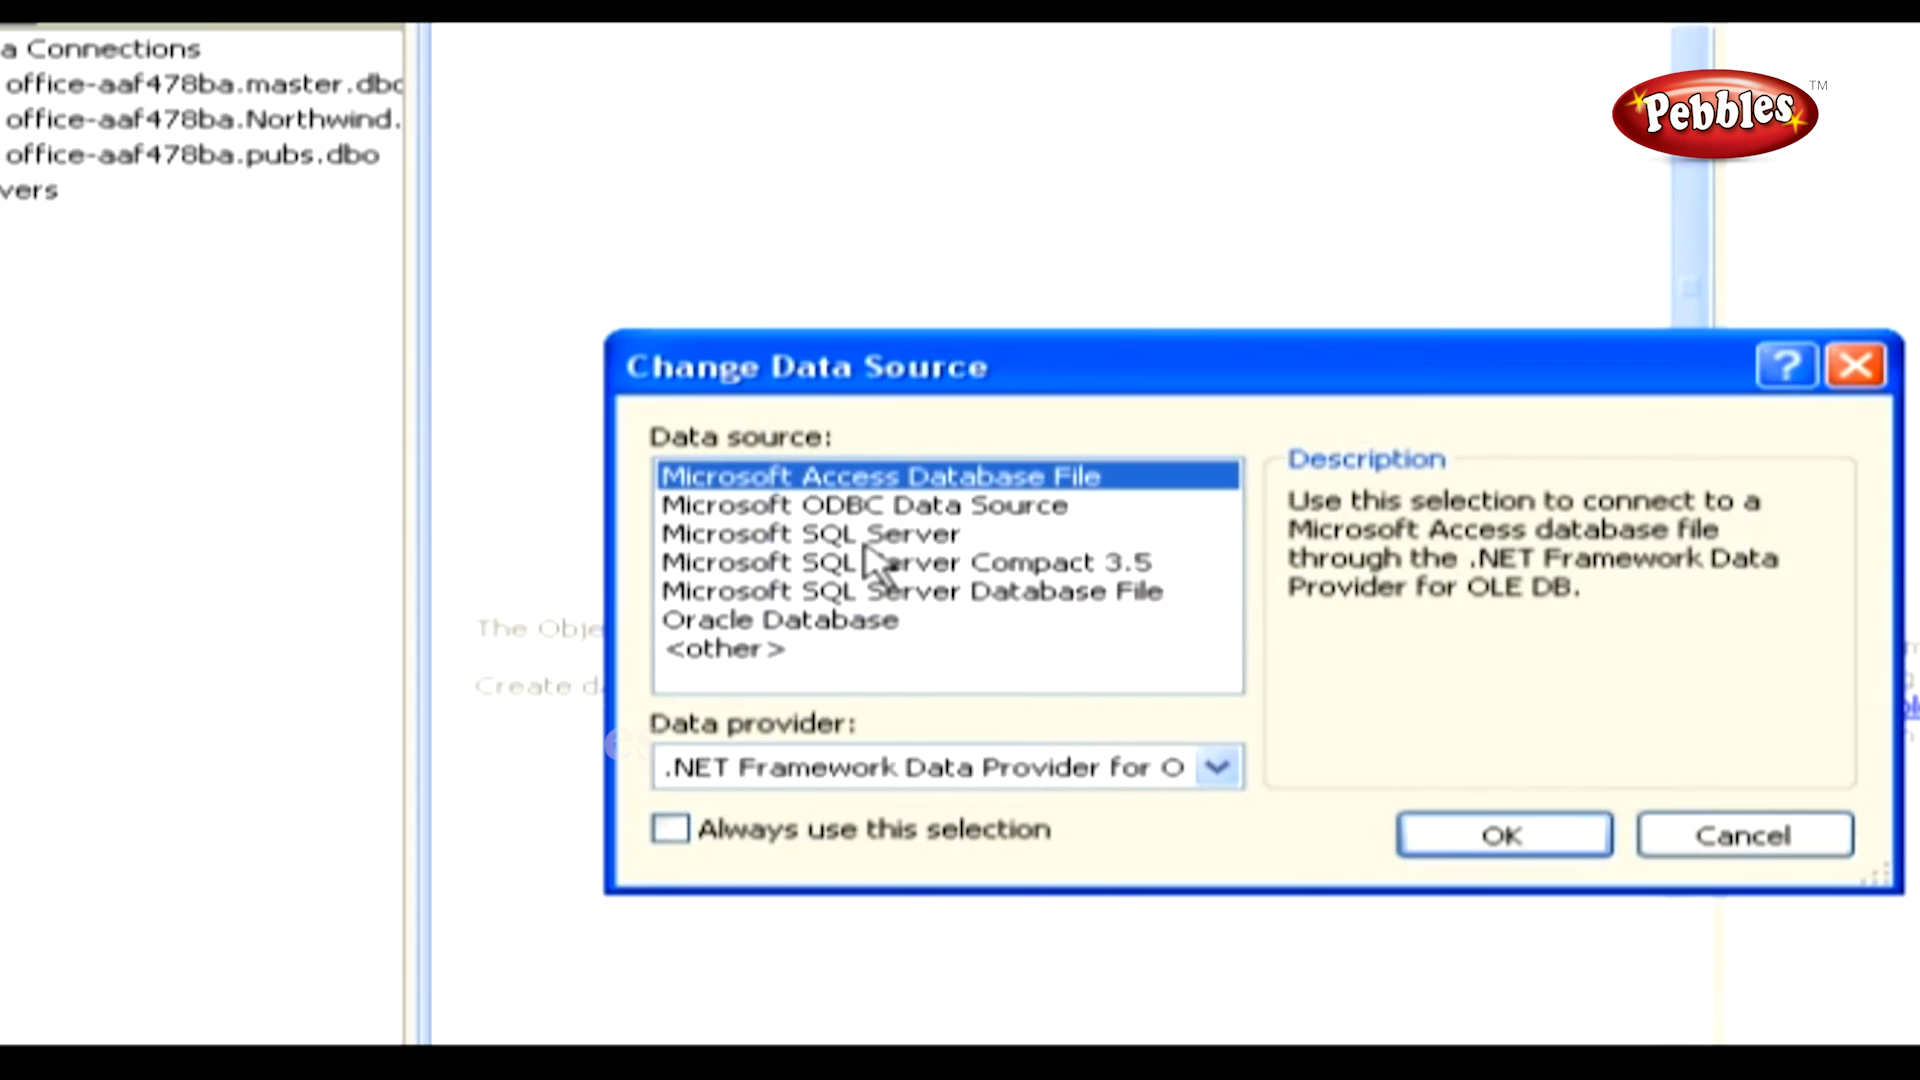 a Connections
office-aaf478ba.master.dbo
office-aaf478ba.Northwind.
office-aaf478ba.pubs.dbo
vers
Pebbles
TM
Change Data Source
?
Data source:
Microsoft Access Database File
Microsoft ODBC Data Source
Microsoft SQL Server
Microsoft SQL Server Compact 3.5
Microsoft SQL Server Database File
Oracle Database
<other>
Description
Use this selection to connect to a
Microsoft Access database file
through the .NET Framework Data
Provider for OLE DB.
The Obje
Create da
Data provider:
.NET Framework Data Provider for O
Always use this selection
OK
Cancel